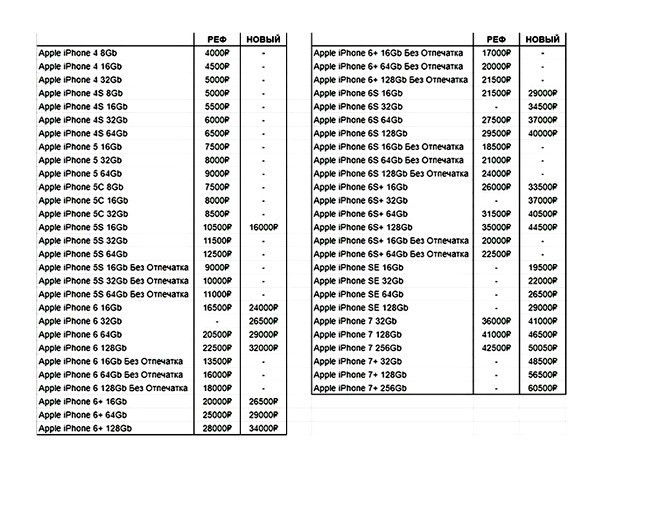 РЕФ НОВЫЙ
Apple iPhone 4 8Gb 4000₽ -
Apple iPhone 4 16Gb 4500₽ -
Apple iPhone 4 32Gb 5000₽ -
Apple iPhone 4S 8Gb 5000₽ -
Apple iPhone 4S 16Gb 5500₽ -
Apple iPhone 4S 32Gb 6000₽ -
Apple iPhone 4S 64Gb 6500₽ -
Apple iPhone 5 16Gb 7500₽ -
Apple iPhone 5 32Gb 8000₽ -
Apple iPhone 5 64Gb 9000₽ -
Apple iPhone 5C 8Gb 7500₽ -
Apple iPhone 5C 16Gb 8000₽ -
Apple iPhone 5C 32Gb 8500₽ -
Apple iPhone 5S 16Gb 10500₽ 16000₽
Apple iPhone 5S 32Gb 11500₽ -
Apple iPhone 5S 64Gb 12500₽ -
Apple iPhone 5S 16Gb Без Отпечатка 9000₽ -
Apple iPhone 5S 32Gb Без Отпечатка 10000₽ -
Apple iPhone 5S 64Gb Без Отпечатка 11000₽ -
Apple iPhone 6 16Gb 16500₽ 24000₽
Apple iPhone 6 32Gb - 26500₽
Apple iPhone 6 64Gb 20500₽ 29000₽
Apple iPhone 6 128Gb 22500₽ 32000₽
Apple iPhone 6 16Gb Без Отпечатка 13500₽ -
Apple iPhone 6 64Gb Без Отпечатка 16000₽ -
Apple iPhone 6 128Gb Без Отпечатка 18000₽ -
Apple iPhone 6+ 16Gb 20000₽ 26500₽
Apple iPhone 6+ 64Gb 25000₽ 29000₽
Apple iPhone 6+ 128Gb 28000₽ 34000₽
РЕФ НОВЫЙ
Apple iPhone 6+ 16Gb Без Отпечатка 17000₽ -
Apple iPhone 6+ 64Gb Без Отпечатка 20000₽ -
Apple iPhone 6+ 128Gb Без Отпечатка 21500₽ -
Apple iPhone 6S 16Gb 21500₽ 29000₽
Apple iPhone 6S 32Gb - 34500₽
Apple iPhone 6S 64Gb 27500₽ 37000₽
Apple iPhone 6S 128Gb 29500₽ 40000₽
Apple iPhone 6S 16Gb Без Отпечатка 18500₽ -
Apple iPhone 6S 64Gb Без Отпечатка 21000₽ -
Apple iPhone 6S 128Gb Без Отпечатка 24000₽ -
Apple iPhone 6S+ 16Gb 26000₽ 33500₽
Apple iPhone 6S+ 32Gb - 37000₽
Apple iPhone 6S+ 64Gb 31500₽ 40500₽
Apple iPhone 6S+ 128Gb 35000₽ 44500₽
Apple iPhone 6S+ 16Gb Без Отпечатка 20000₽ -
Apple iPhone 6S+ 64Gb Без Отпечатка 22500₽ -
Apple iPhone SE 16Gb - 19500₽
Apple iPhone SE 32Gb - 22000₽
Apple iPhone SE 64Gb - 26500₽
Apple iPhone SE 128Gb - 29000₽
Apple iPhone 7 32Gb 36000₽ 41000₽
Apple iPhone 7 128Gb 41000₽ 46500₽
Apple iPhone 7 256Gb 42500₽ 50050₽
Apple iPhone 7+ 32Gb - 48500₽
Apple iPhone 7+ 128Gb - 56500₽
Apple iPhone 7+ 256Gb - 60500₽